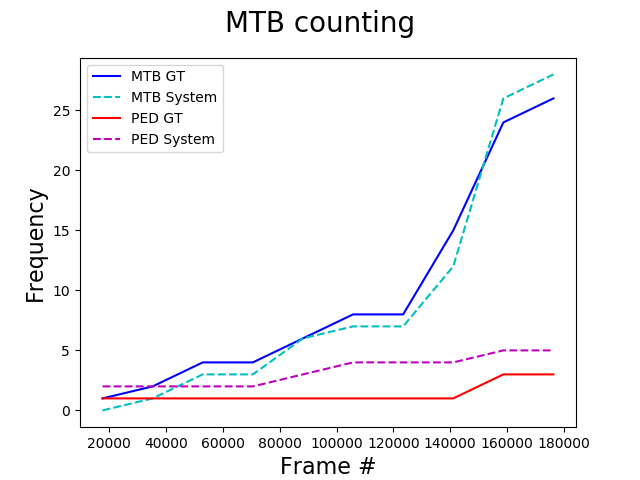 MTB counting
MTB GT
MTB System
PED GT
PED System
Frequency
25
20
15
10
5
0
20000 40000 60000 80000 100000 120000 140000 160000 180000
Frame #